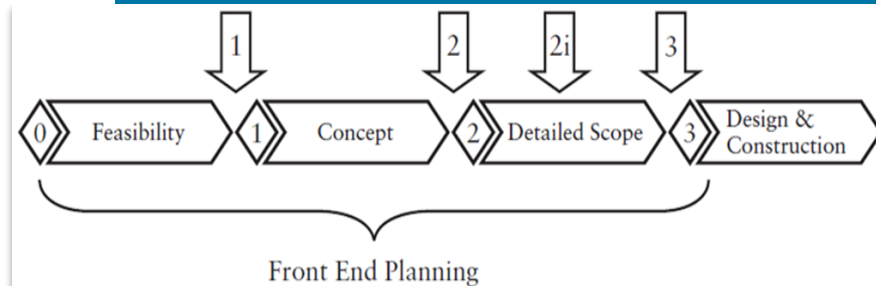 1 2 2i 3
0 Feasibility 1 Concept 2 Detailed Scope 3 Design &
Construction
Front End Planning